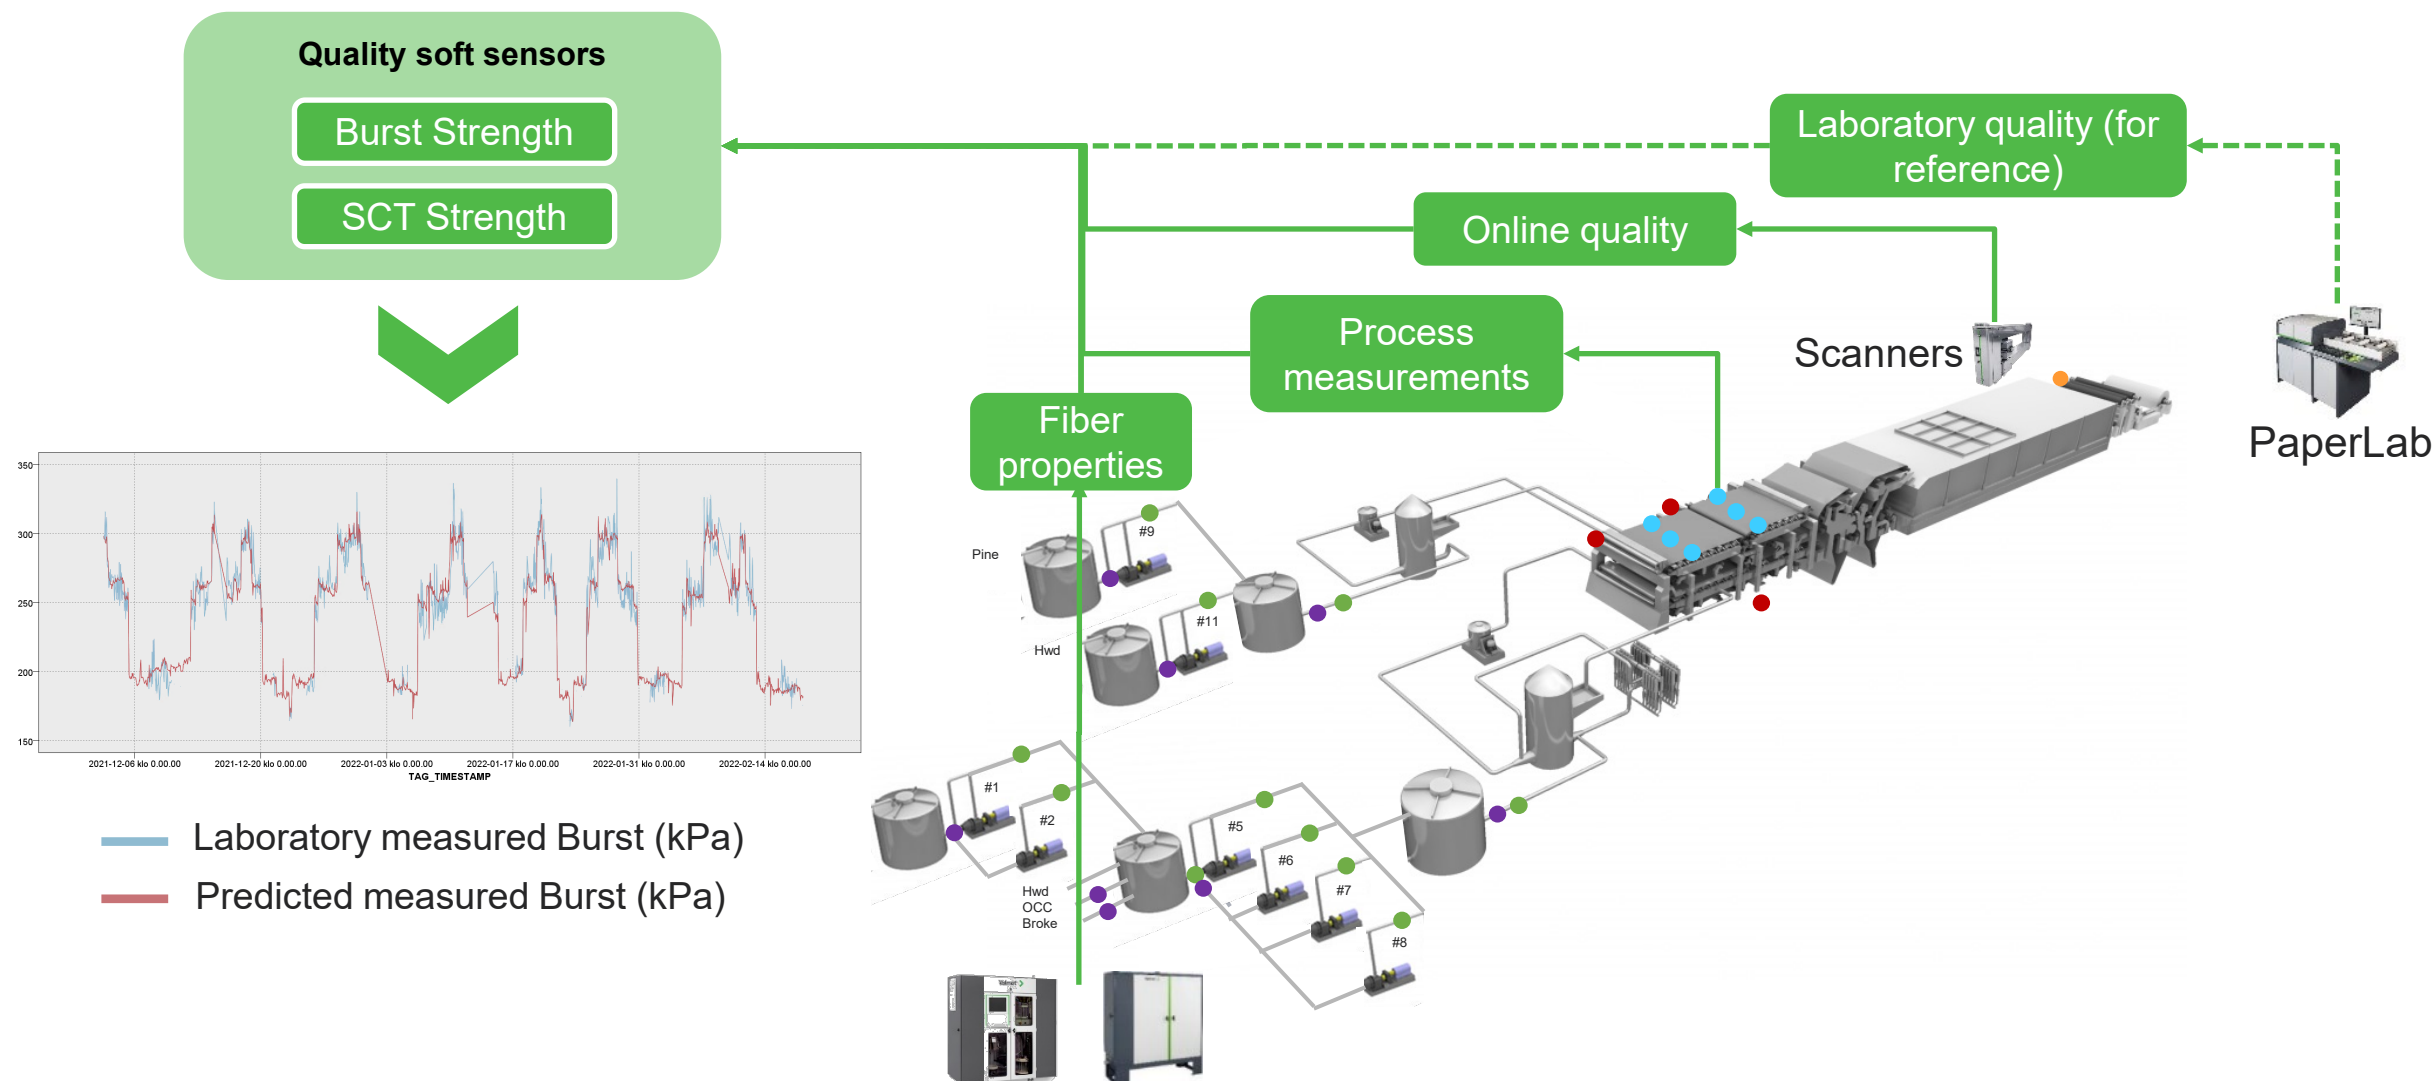 Quality soft sensors
Burst Strength
SCT Strength
Laboratory quality (for
reference)
Online quality
Process
measurements
Fiber
properties
Scanners
PaperLab
350
300
250
200
150
2021-12-06 klo 0.00.00
2021-12-20 klo 0.00.00
2022-01-03 klo 0.00.00
2022-01-17 klo 0.00.00
2022-01-31 klo 0.00.00
2022-02-14 klo 0.00.00
TAG_TIMESTAMP
Laboratory measured Burst (kPa)
Predicted measured Burst (kPa)
Pine
#9
Hwd
#11
#1
#2
#5
#6
#7
#8
Hwd
OCC
Broke
Valmet